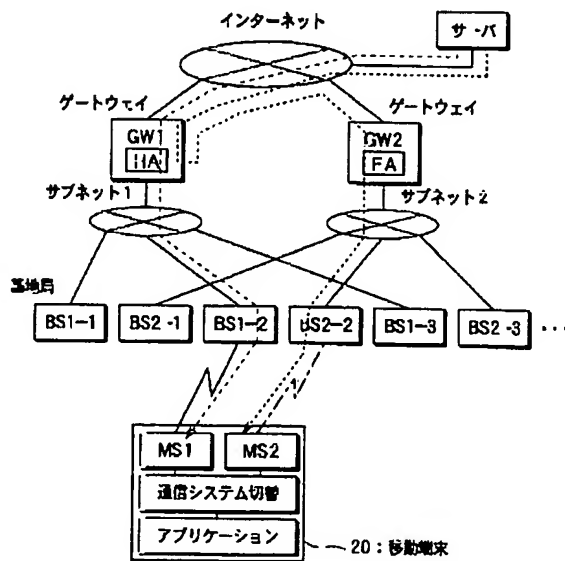 インターネット
サ-バ
ゲートウェイ
ゲートウェイ
GW1
HA
GW2
FA
サブネット1
サブネット2
基地局
BS1-1
BS2-1
BS1-2
BS2-2
BS1-3
BS2-3
...
MS1
MS2
通信システム切替
アプリケーション
20：移動端末